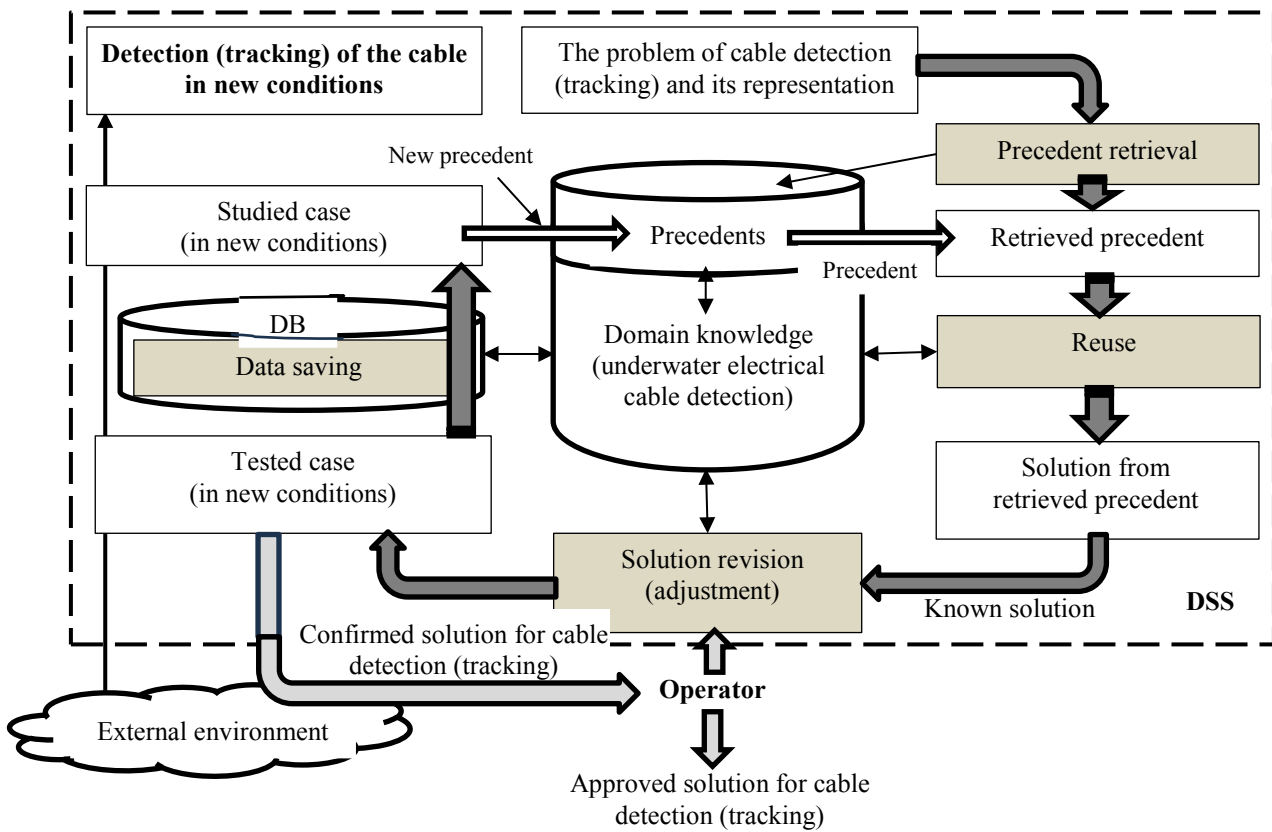 Detection (tracking) of the cable
in new conditions
The problem of cable detection
(tracking) and its representation
Precedent retrieval
New precedent
Studied case
(in new conditions)
Precedents
Retrieved precedent
Precedent
DB
Data saving
Domain knowledge
(underwater electrical
cable detection)
Reuse
Tested case
(in new conditions)
Solution from
retrieved precedent
Solution revision
(adjustment)
Known solution
DSS
Confirmed solution for cable
detection (tracking)
Operator
External environment
Approved solution for cable
detection (tracking)